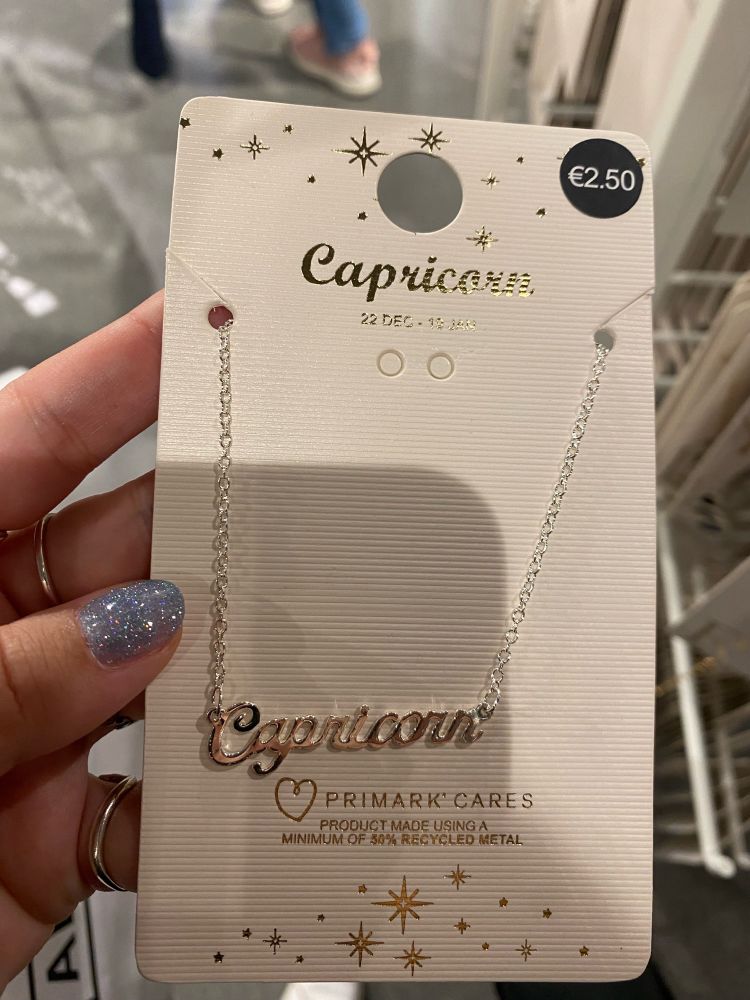 €2.50
Capricorn
22 DEC - 19 JAN
Capricorn
PRIMARK® CARES
PRODUCT MADE USING A
MINIMUM OF 50% RECYCLED METAL